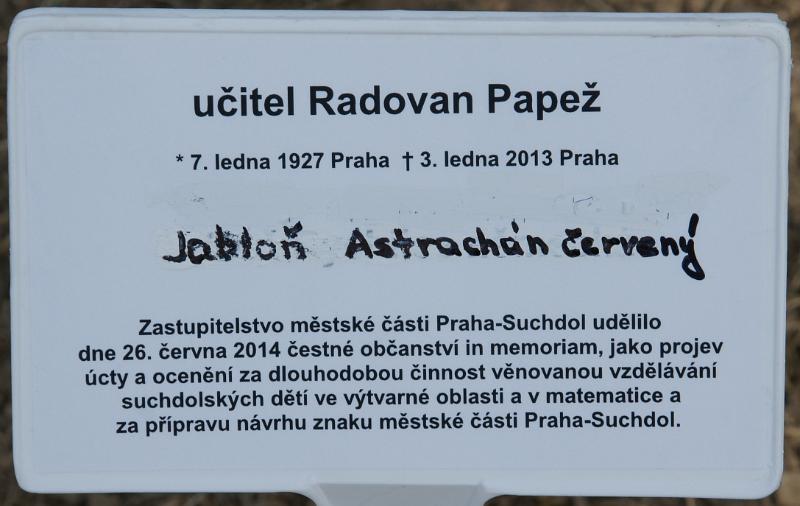 učitel Radovan Papež
* 7. ledna 1927 Praha † 3. ledna 2013 Praha
Jabloň Astrachán červený
Zastupitelstvo městské části Praha-Suchdol udělilo
dne 26. června 2014 čestné občanství in memoriam, jako projev
úcty a ocenění za dlouhodobou činnost věnovanou vzdělávání
suchdolských dětí ve výtvarné oblasti a v matematice a
za přípravu návrhu znaku městské části Praha-Suchdol.